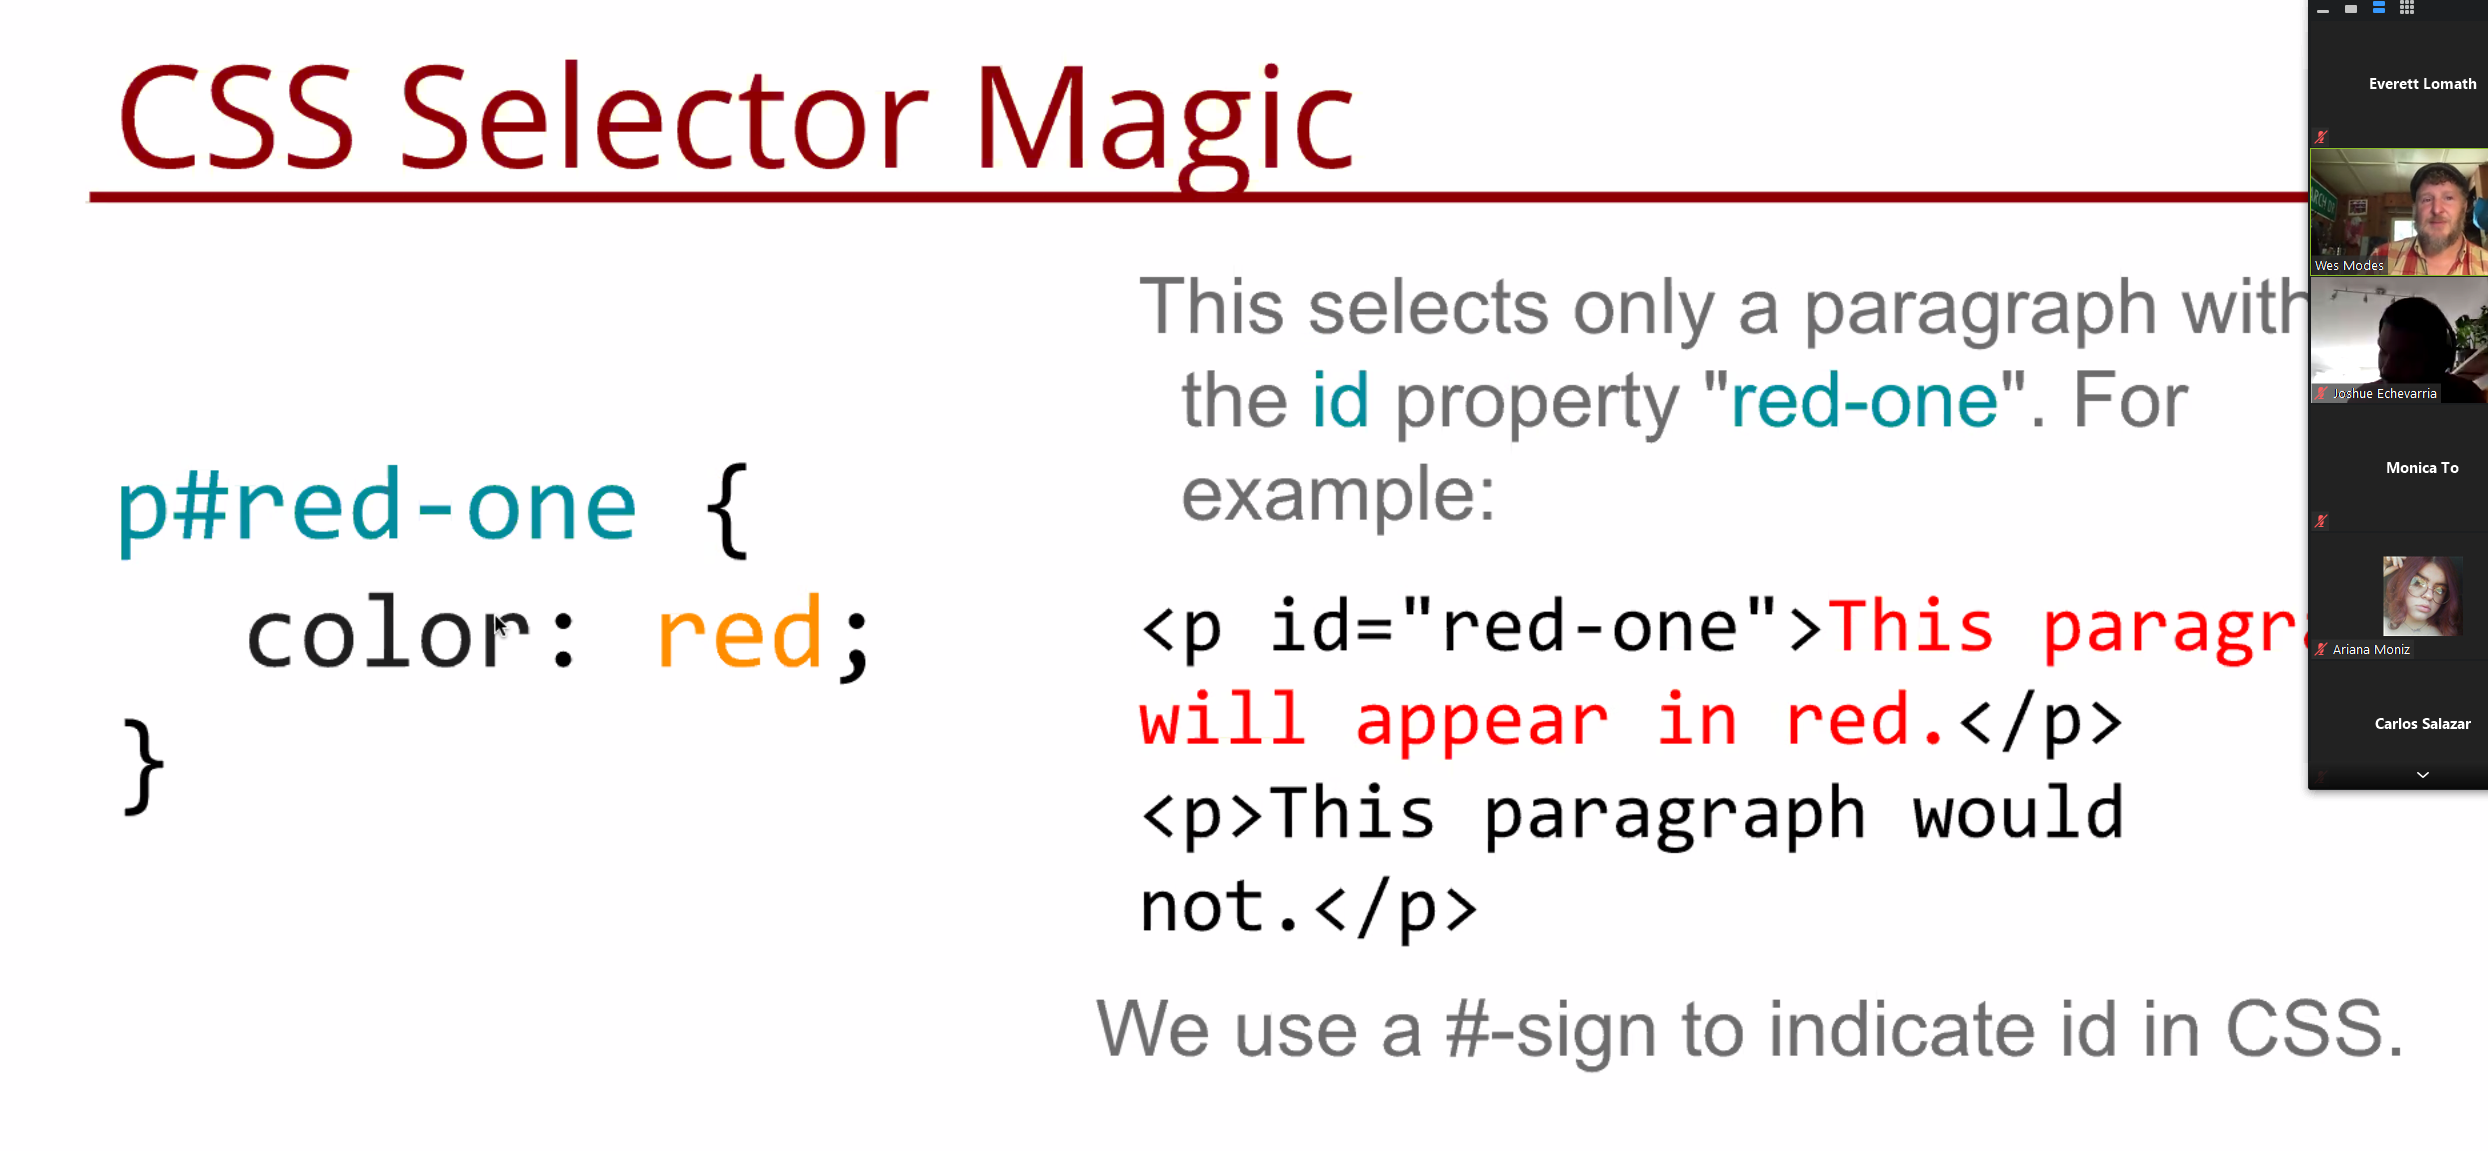 CSS Selector Magic
This selects only a paragraph with
the id property "red-one". For
example:
p#red-one {
color: red;
}
<p id="red-one">This paragra
will appear in red.</p>
<p>This paragraph would
not.</p>
We use a #-sign to indicate id in CSS.
Everett Lomath
Wes Modes
Joshue Echevarria
Monica To
Ariana Moniz
Carlos Salazar